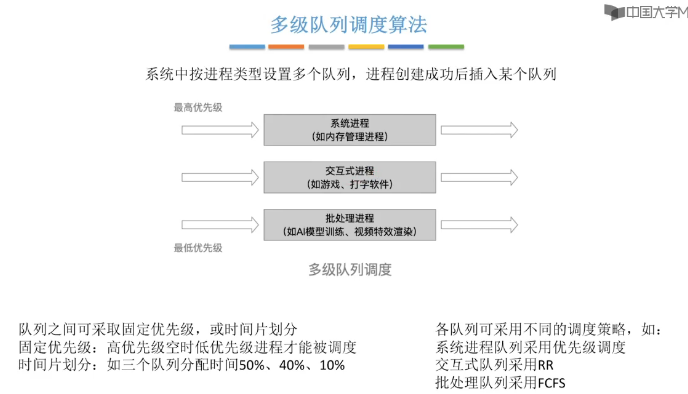 中国大学M
多级队列调度算法
系统中按进程类型设置多个队列，进程创建成功后插入某个队列
最高优先级
系统进程
（如内存管理进程）
交互式进程
（如游戏、打字软件）
批处理进程
（如AI模型训练、视频特效渲染）
最低优先级
多级队列调度
队列之间可采取固定优先级，或时间片划分
固定优先级：高优先级空时低优先级进程才能被调度
时间片划分：如三个队列分配时间50%、40%、10%
各队列可采用不同的调度策略，如：
系统进程队列采用优先级调度
交互式队列采用RR
批处理队列采用FCFS